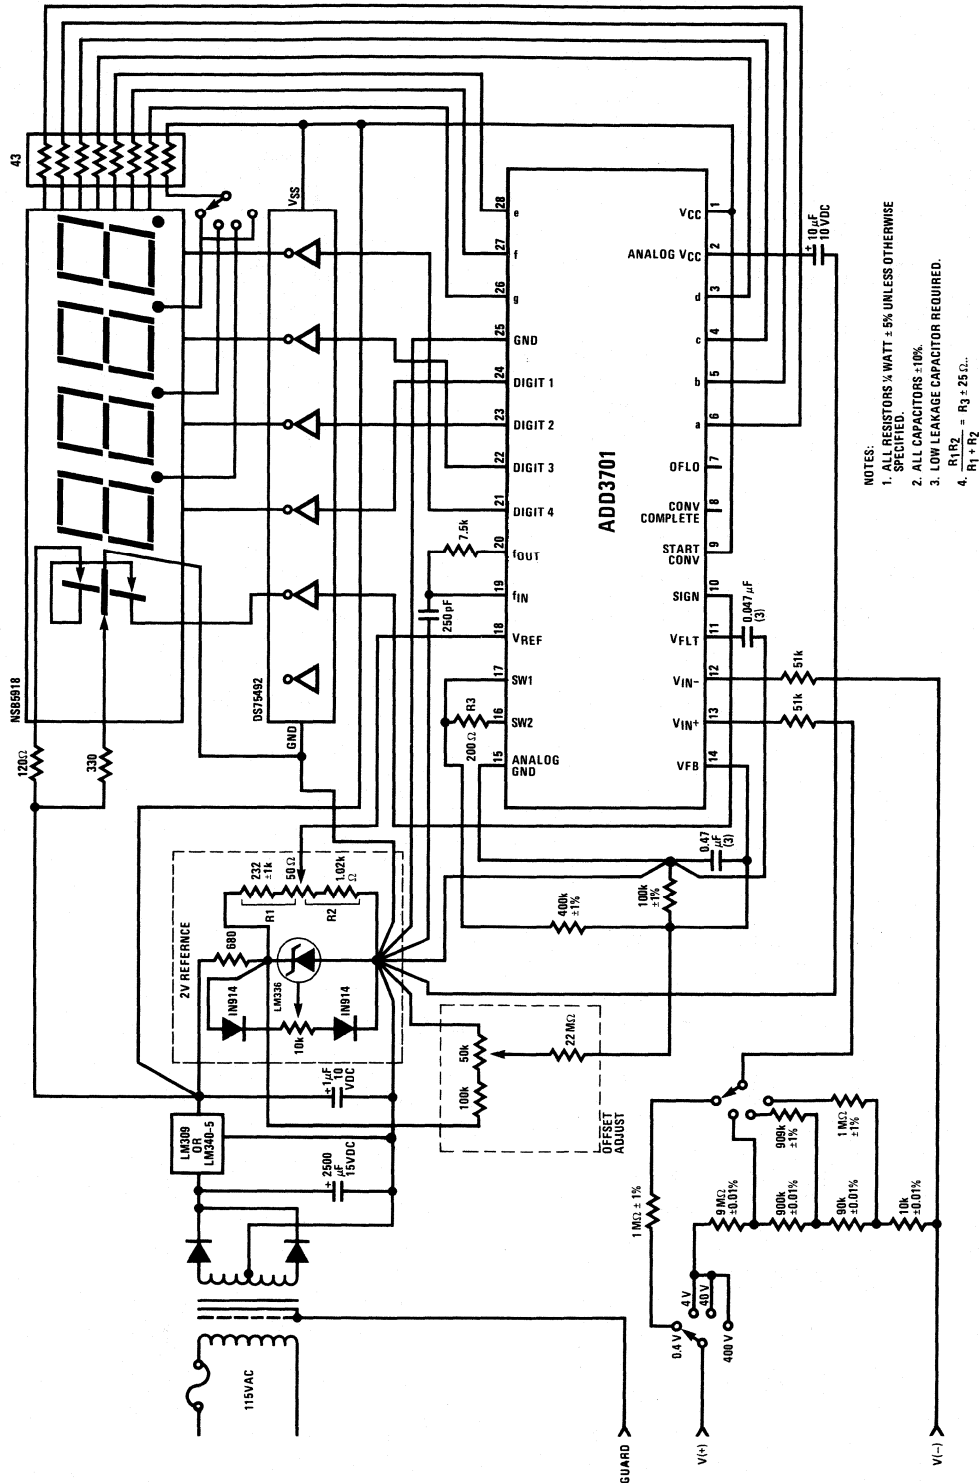 43
NSB5918
120Ω
330
VSS
DS75492
GND
28
e
27
f
26
g
25
GND
24
DIGIT 1
23
DIGIT 2
22
DIGIT 3
21
DIGIT 4
20
fOUT
19
fIN
18
VREF
17
SW1
16
SW2
15
ANALOG
GND
ADD3701
1
VCC
2
ANALOG VCC
3
d
4
c
5
b
6
a
7
OFLO
8
CONV
COMPLETE
9
START
CONV
10
SIGN
11
VFLT
12
VIN−
13
VIN+
14
VFB
7.5k
250 pF
R3
200 Ω
+ 10 µF
10 VDC
0.047 µF
(3)
51k
51k
0.47
µF
(3)
100k
±1%
400k
±1%
2V REFERNCE
232
±1k
50 Ω
1.02k
Ω
R1
R2
680
LM336
IN914
10k
IN914
+ 1µF
10
VDC
LM309
OR
LM340-5
+ 2500
µF
15VDC
50k
100k
22 MΩ
OFFSET
ADJUST
115VAC
1 MΩ ± 1%
909k
±1%
1 MΩ
±1%
9 MΩ
±0.01%
900k
±0.01%
90k
±0.01%
10k
±0.01%
0.4 V
4 V
40 V
400 V
GUARD
V(+)
V(−)
NOTES:
1. ALL RESISTORS ¼ WATT ± 5% UNLESS OTHERWISE
SPECIFIED.
2. ALL CAPACITORS ±10%.
3. LOW LEAKAGE CAPACITOR REQUIRED.
4. R1R2 / R1 + R2 = R3 ± 25 Ω.